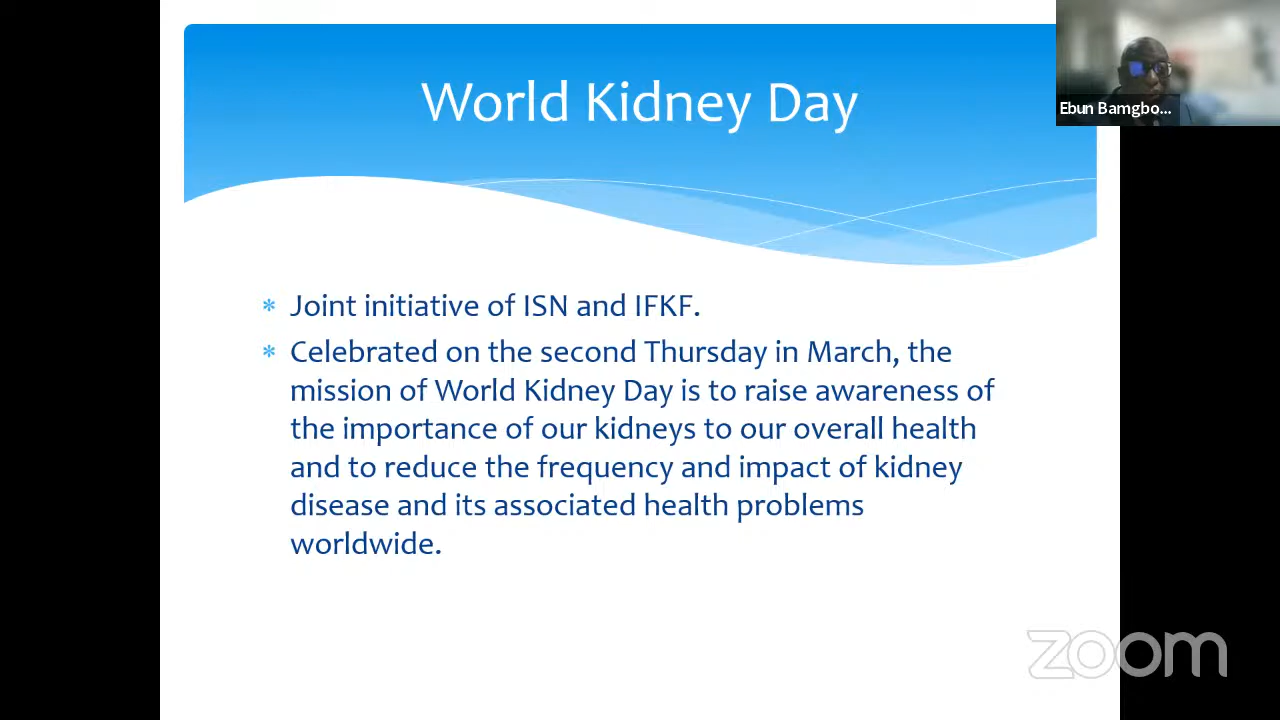 World Kidney Day
Ebun Bamgbo...
* Joint initiative of ISN and IFKF.
* Celebrated on the second Thursday in March, the
mission of World Kidney Day is to raise awareness of
the importance of our kidneys to our overall health
and to reduce the frequency and impact of kidney
disease and its associated health problems
worldwide.
zoom